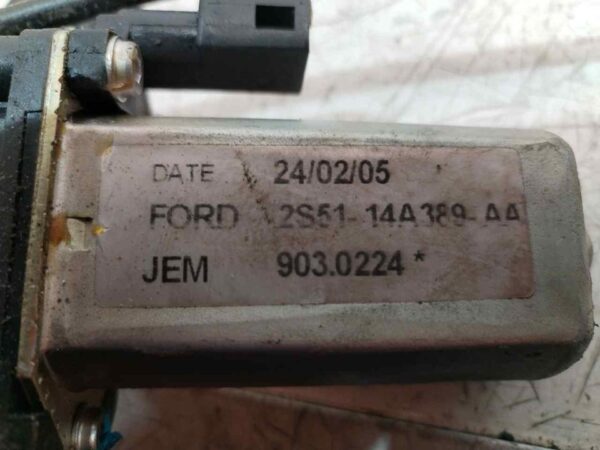 DATE 24/02/05
FORD 2S51-14A389-AA
JEM 903.0224*